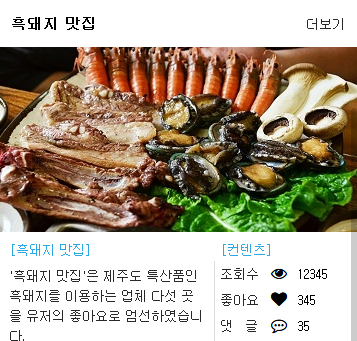 흑돼지 맛집
더보기
[흑돼지 맛집]
'흑돼지 맛집'은 제주도 특산품인
흑돼지를 이용하는 업체 다섯 곳
을 유저의 좋아요로 엄선하였습니
다.
[컨텐츠]
조회수 12345
좋아요 345
댓 글 35